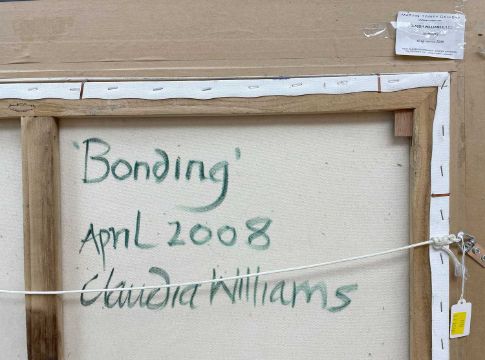 'Bonding'
April 2008
Claudia Williams